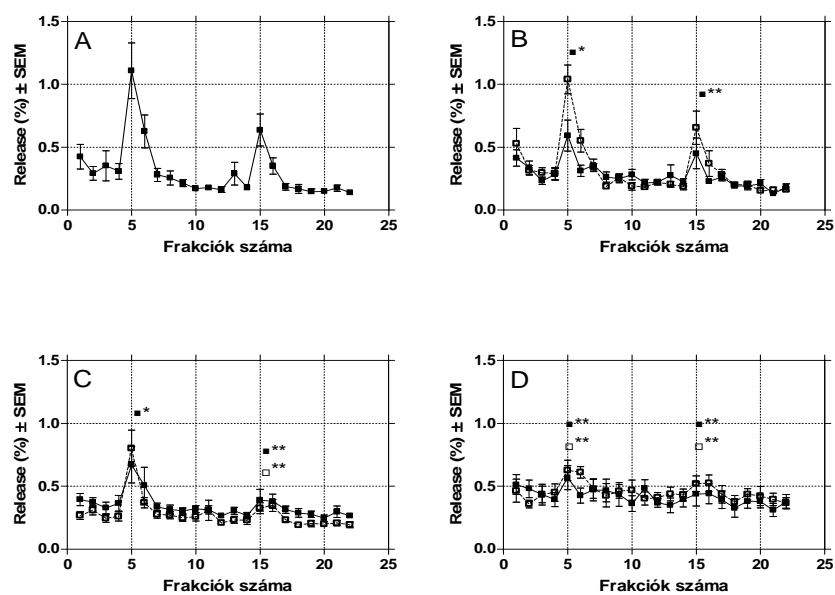 A
Release (%) ± SEM
1.5
1.0
0.5
0.0
0 5 10 15 20 25
Frakciók száma
B
Release (%) ± SEM
1.5
1.0
0.5
0.0
■ *
■ **
0 5 10 15 20 25
Frakciók száma
C
Release (%) ± SEM
1.5
1.0
0.5
0.0
■ *
■ **
□ **
0 5 10 15 20 25
Frakciók száma
D
Release (%) ± SEM
1.5
1.0
0.5
0.0
■ ** ■ **
□ ** □ **
0 5 10 15 20 25
Frakciók száma